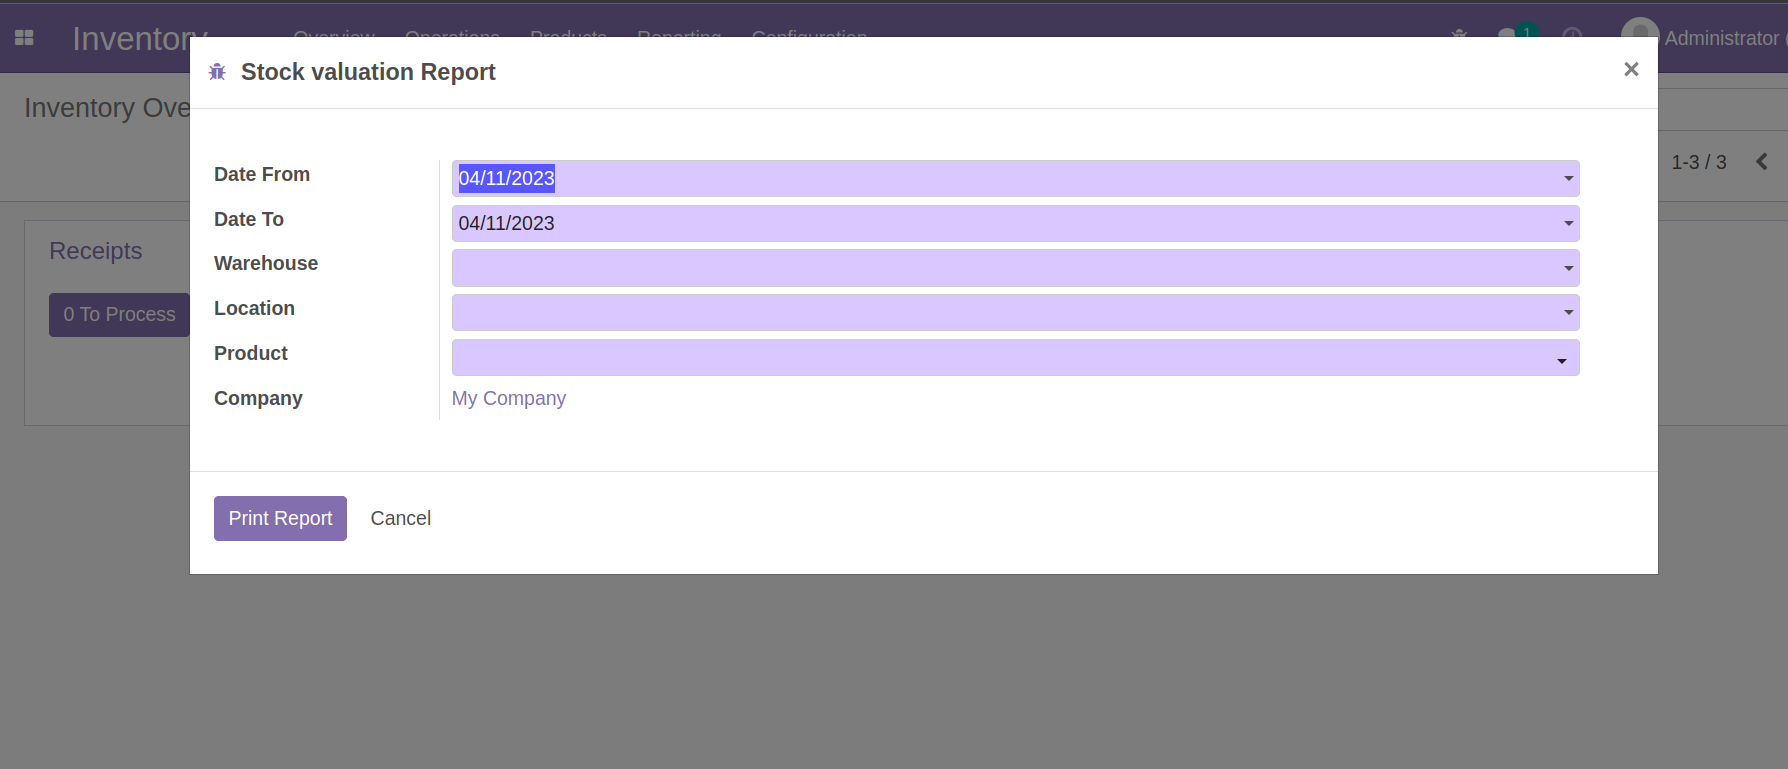 Inventory Overview Operations Products Reporting Configuration 1 Administrator
Stock valuation Report
Inventory Ove
Date From 04/11/2023
1-3 / 3
Date To 04/11/2023
Receipts
Warehouse
Location
0 To Process
Product
Company My Company
Print Report Cancel